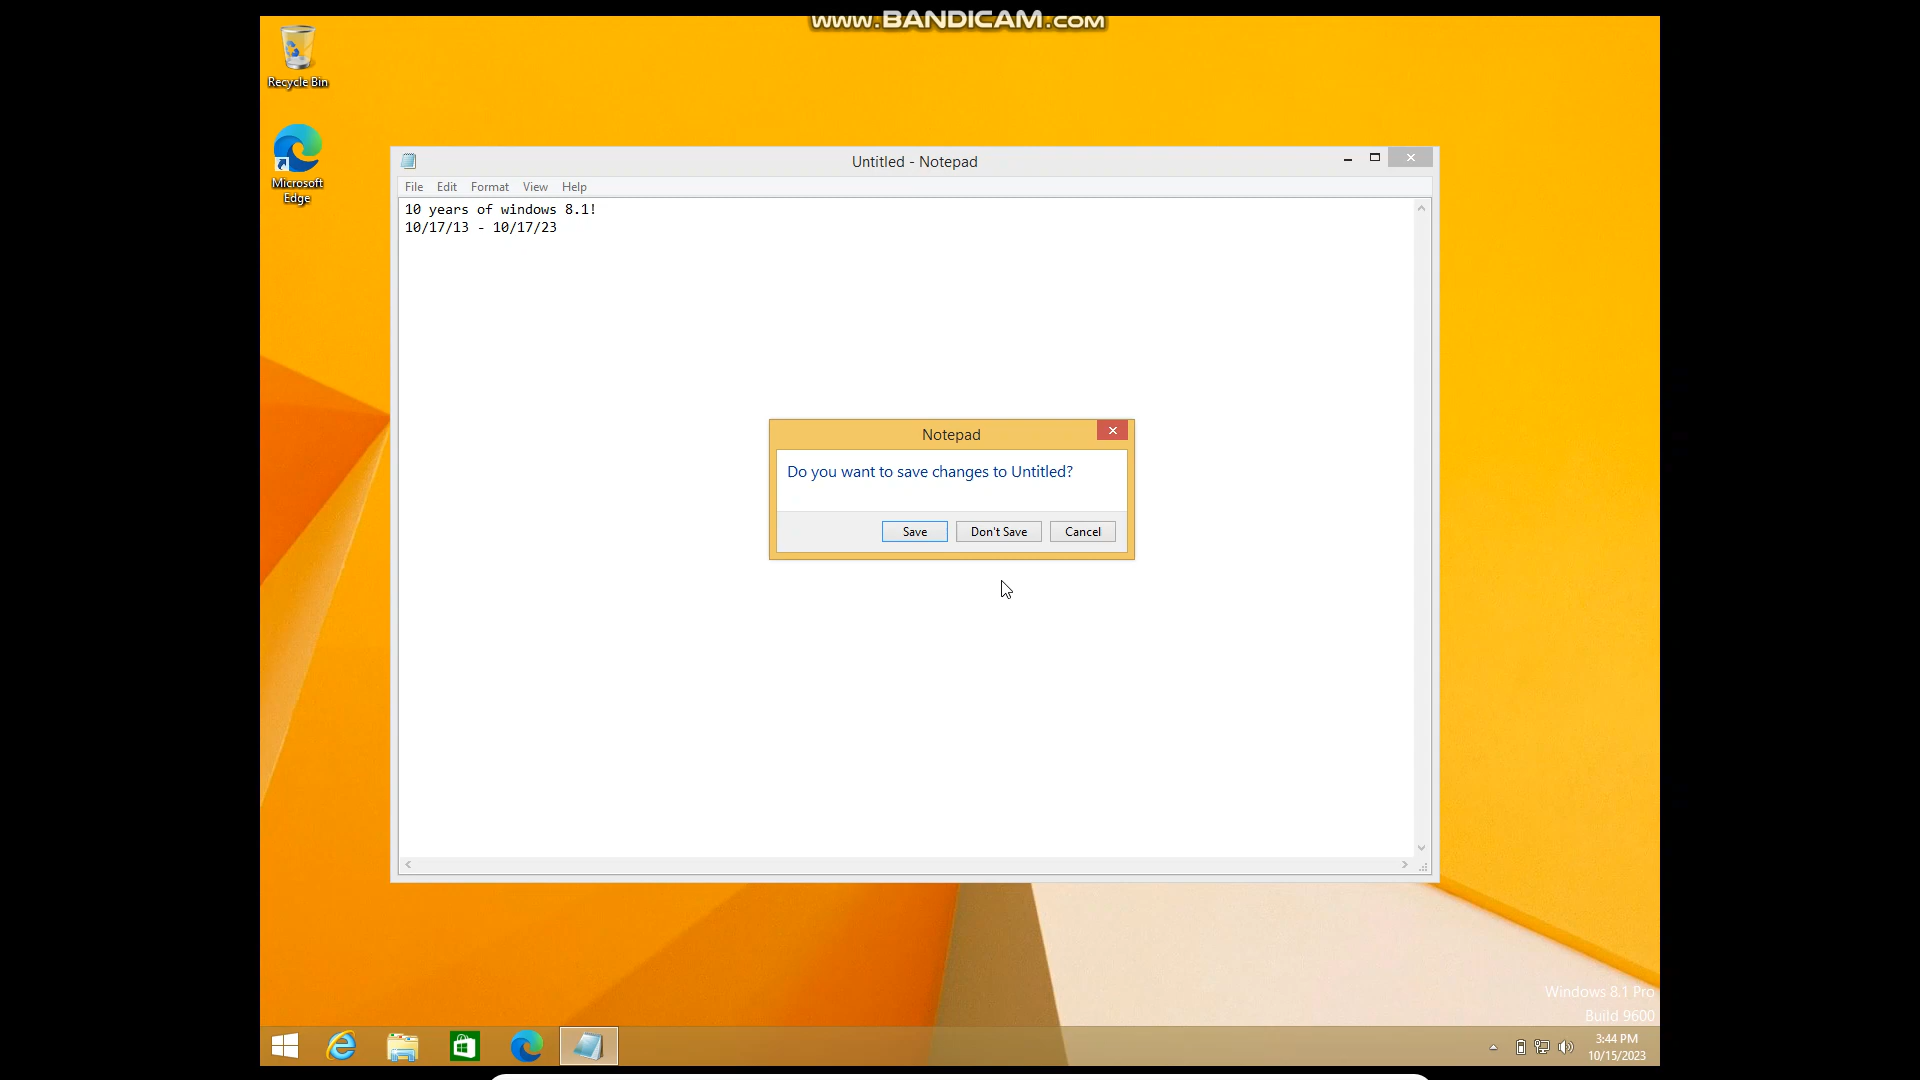 www.BANDICAM.com
Recycle Bin
Microsoft
Edge
Untitled - Notepad
File Edit Format View Help
10 years of windows 8.1!
10/17/13 - 10/17/23
Notepad
Do you want to save changes to Untitled?
Save Don't Save Cancel
Windows 8.1 Pro
Build 9600
3:44 PM
10/15/2023